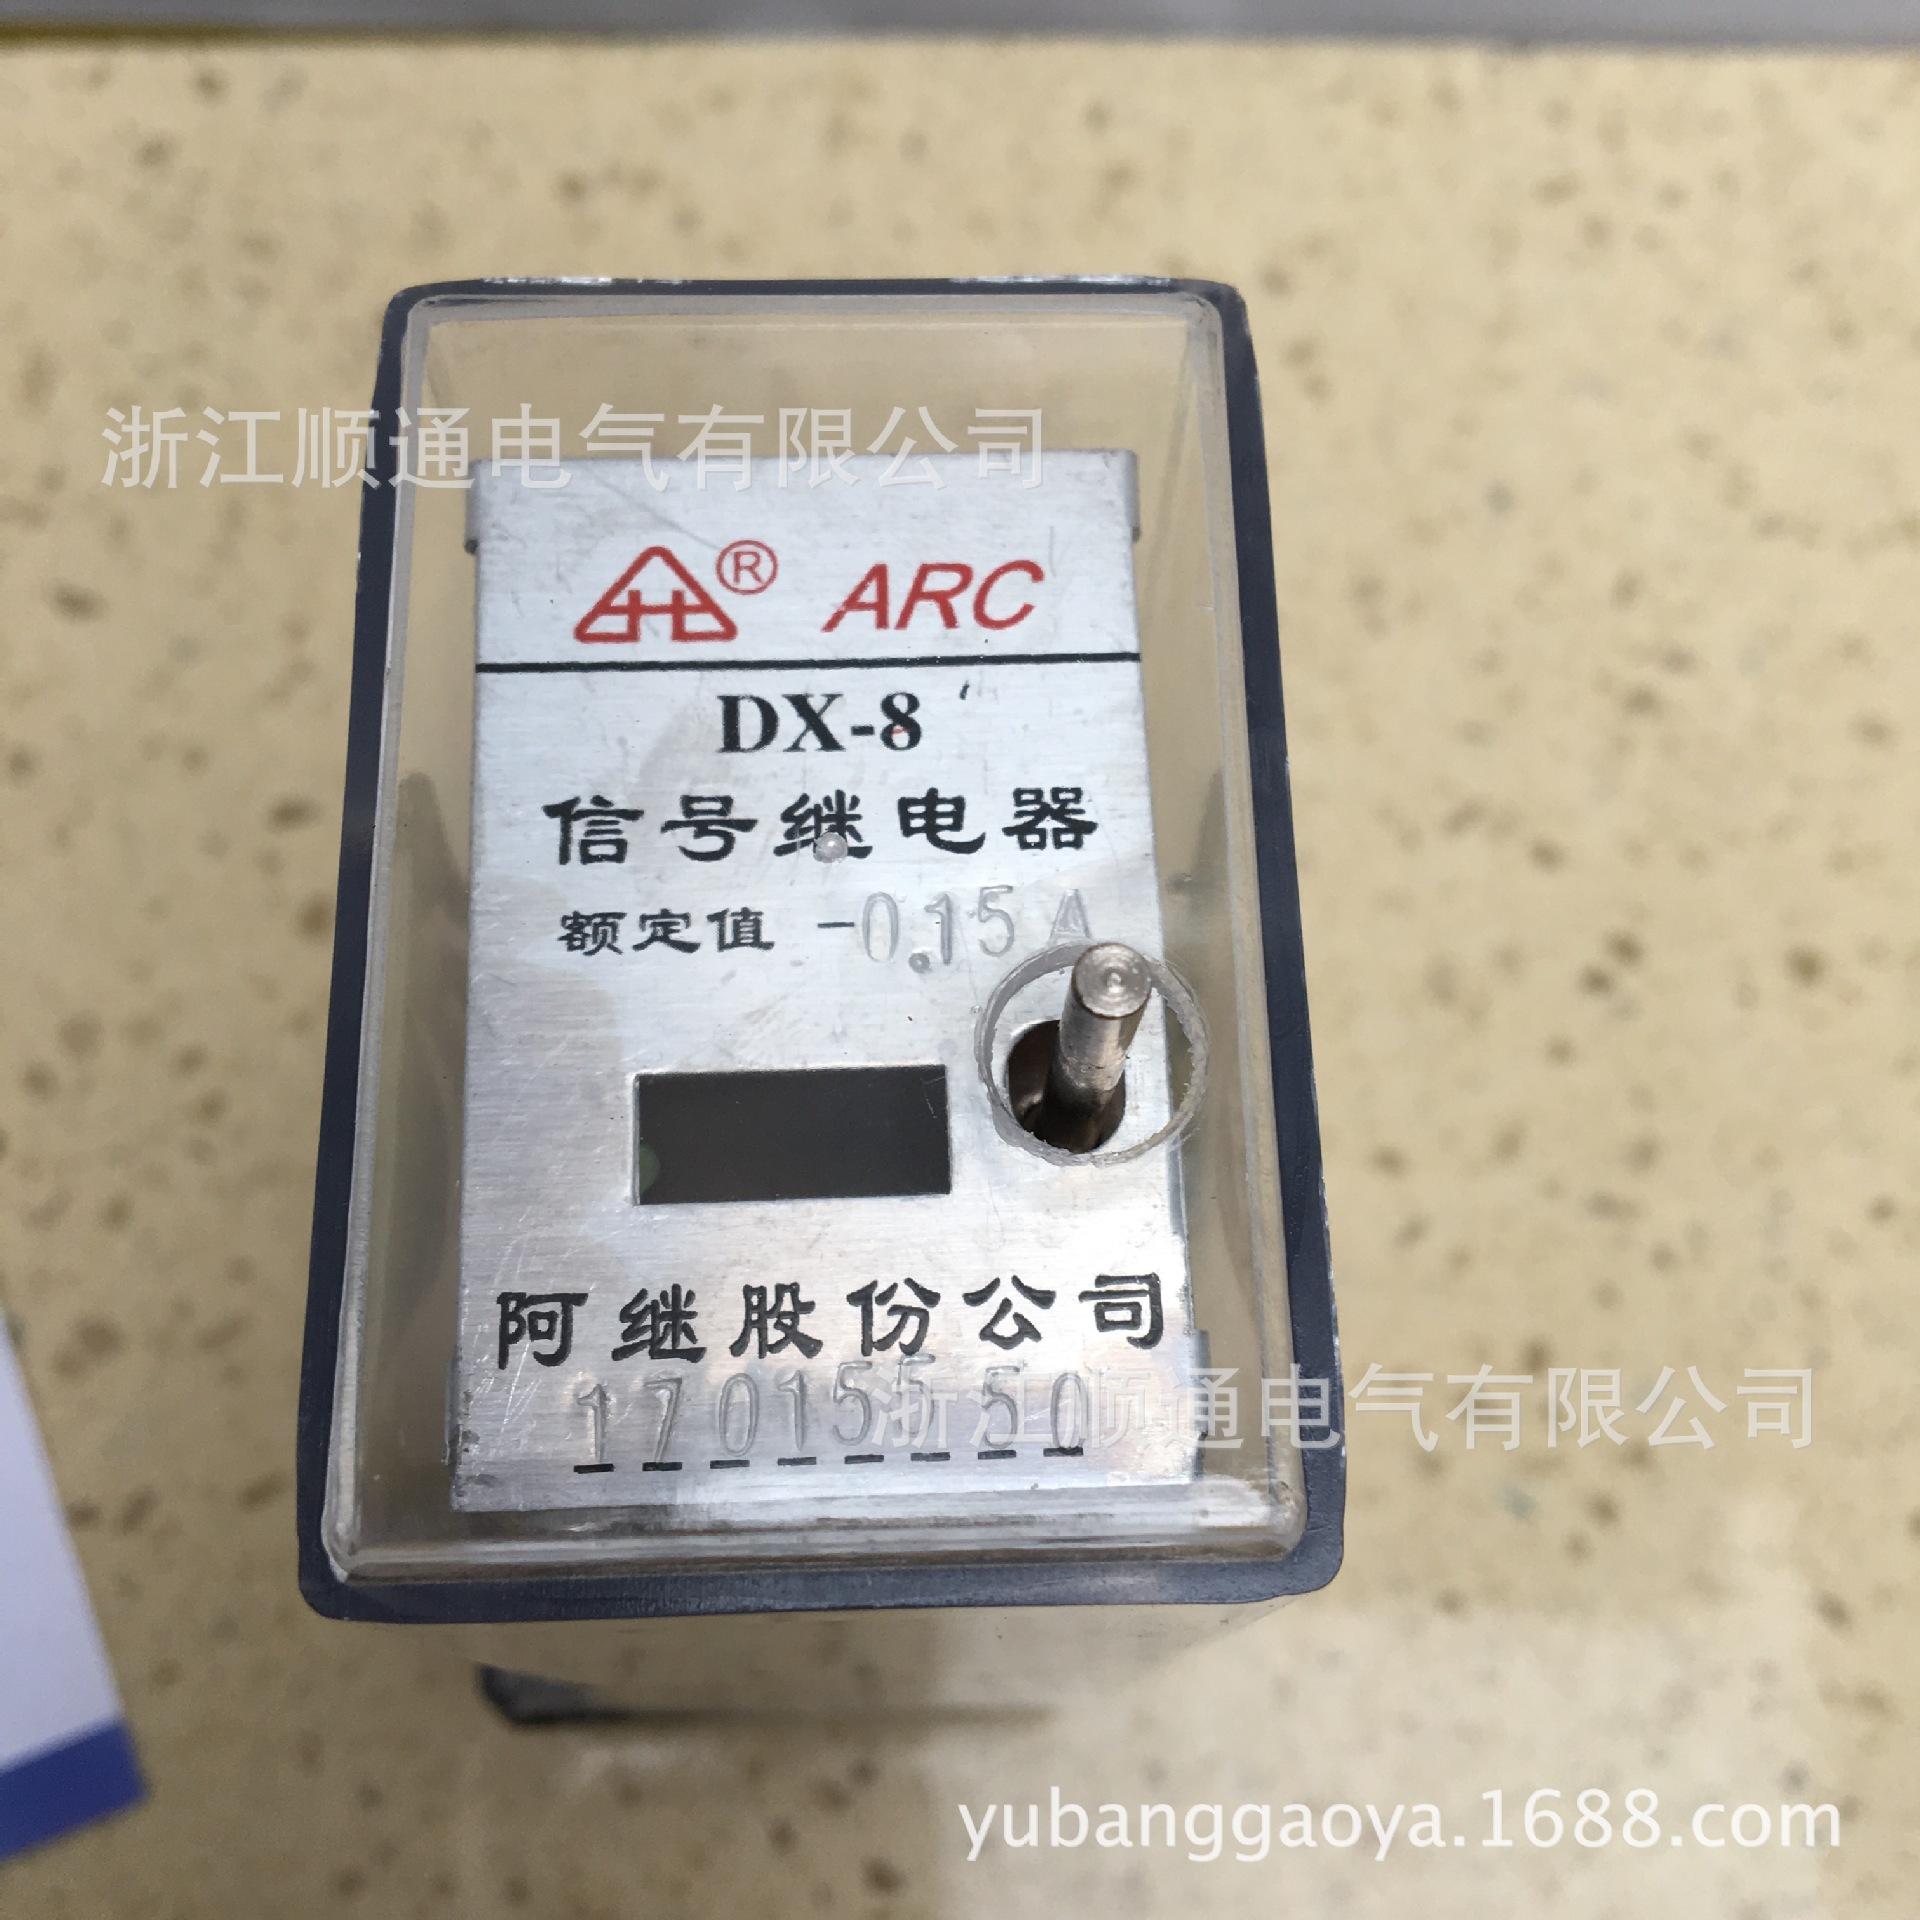 浙江顺通电气有限公司
® ARC
DX-8
信号继电器
额定值 -0.15A
阿继股份公司
17015550
浙江顺通电气有限公司
yubanggaoya.1688.com